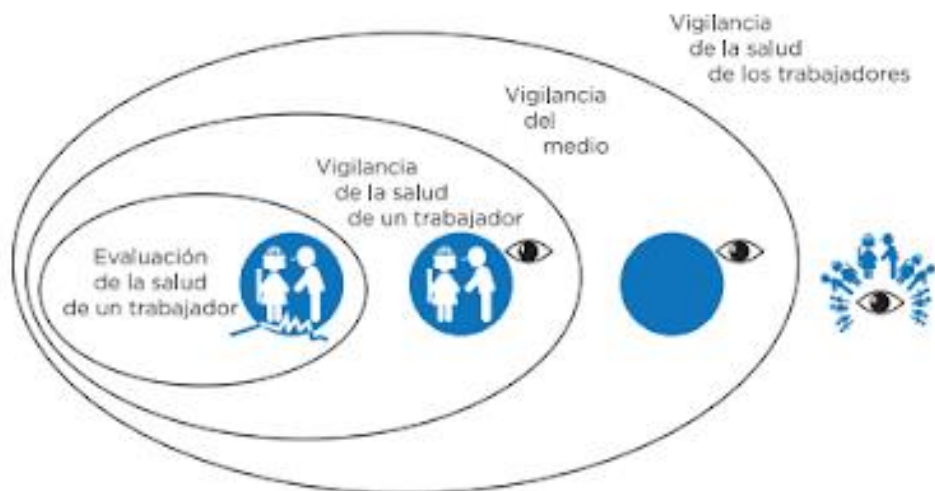 Vigilancia
de la salud
de los trabajadores
Vigilancia
del
medio
Vigilancia
de la salud
de un trabajador
Evaluación
de la salud
de un trabajador